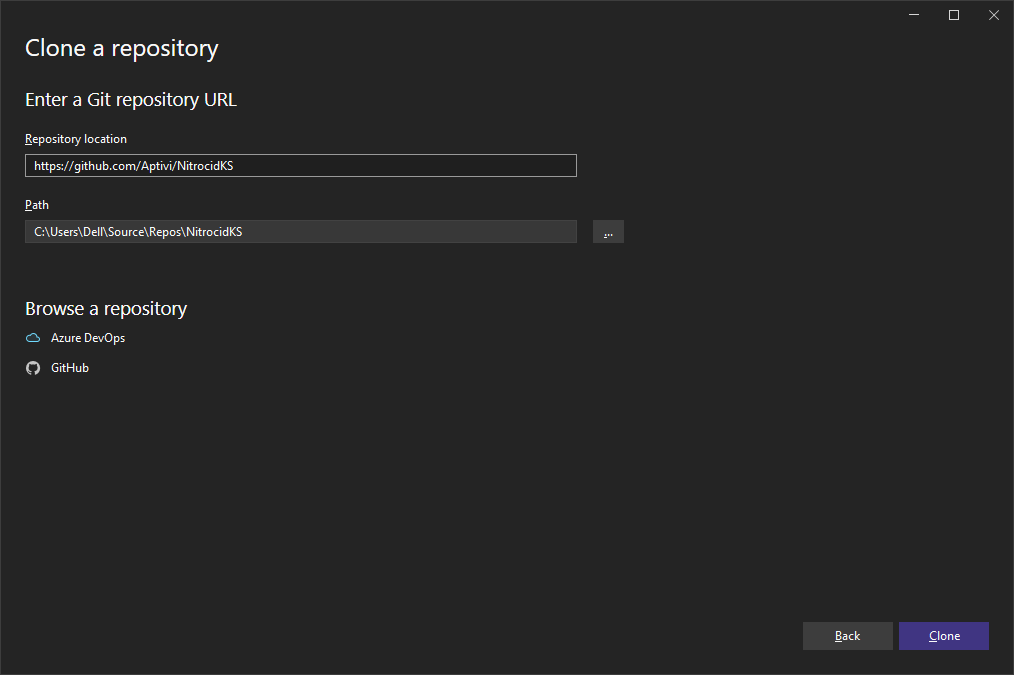 Clone a repository
Enter a Git repository URL
Repository location
https://github.com/Aptivi/NitrocidKS
Path
C:\Users\Dell\Source\Repos\NitrocidKS
...
Browse a repository
Azure DevOps
GitHub
Back
Clone